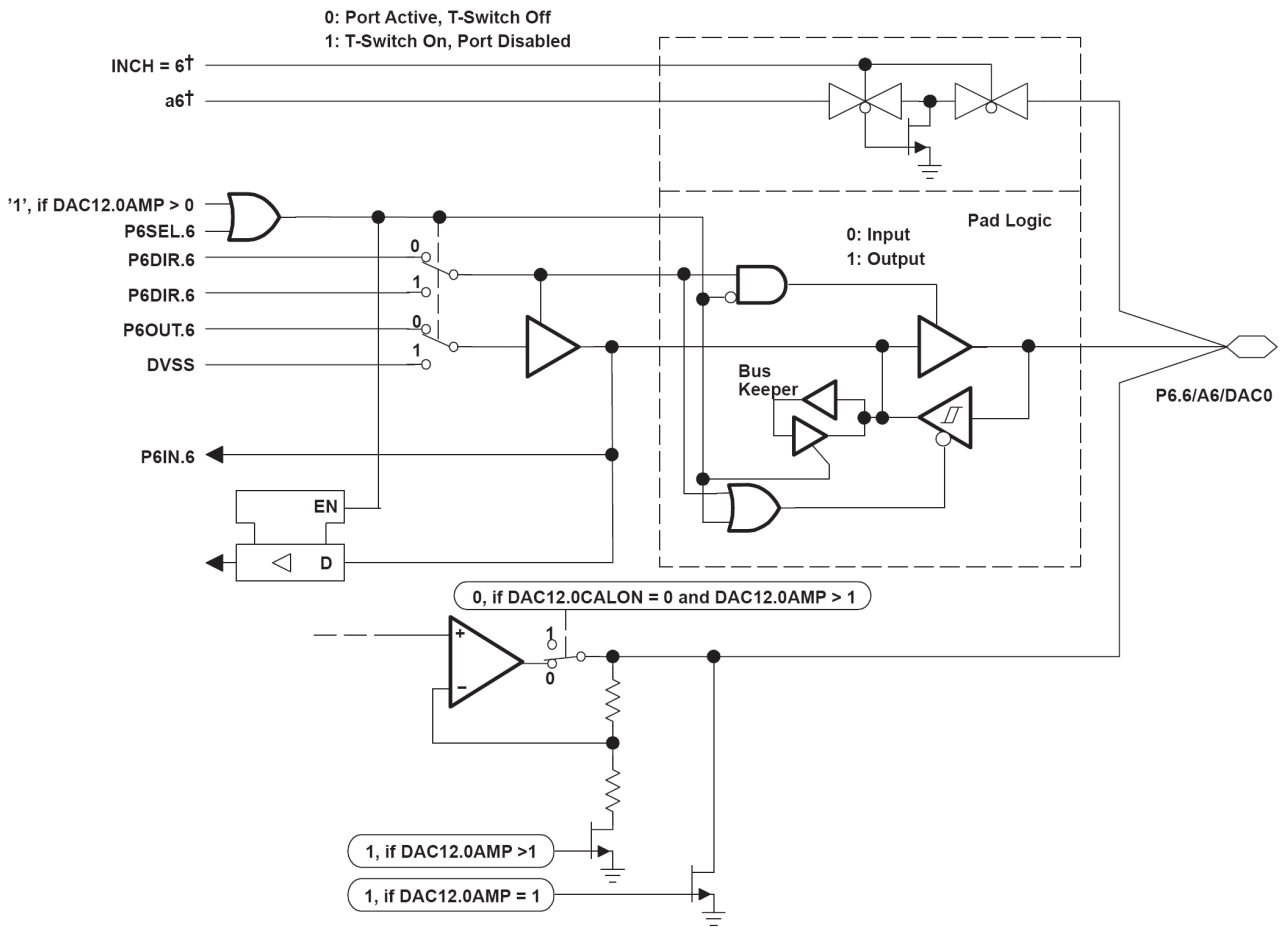 0: Port Active, T-Switch Off
1: T-Switch On, Port Disabled
INCH = 6†
a6†
’1’, if DAC12.0AMP > 0
P6SEL.6
P6DIR.6
0
P6DIR.6
1
P6OUT.6
0
DVSS
1
Pad Logic
0: Input
1: Output
Bus
Keeper
P6.6/A6/DAC0
P6IN.6
EN
D
0, if DAC12.0CALON = 0 and DAC12.0AMP > 1
+
1
0
−
1, if DAC12.0AMP >1
1, if DAC12.0AMP = 1